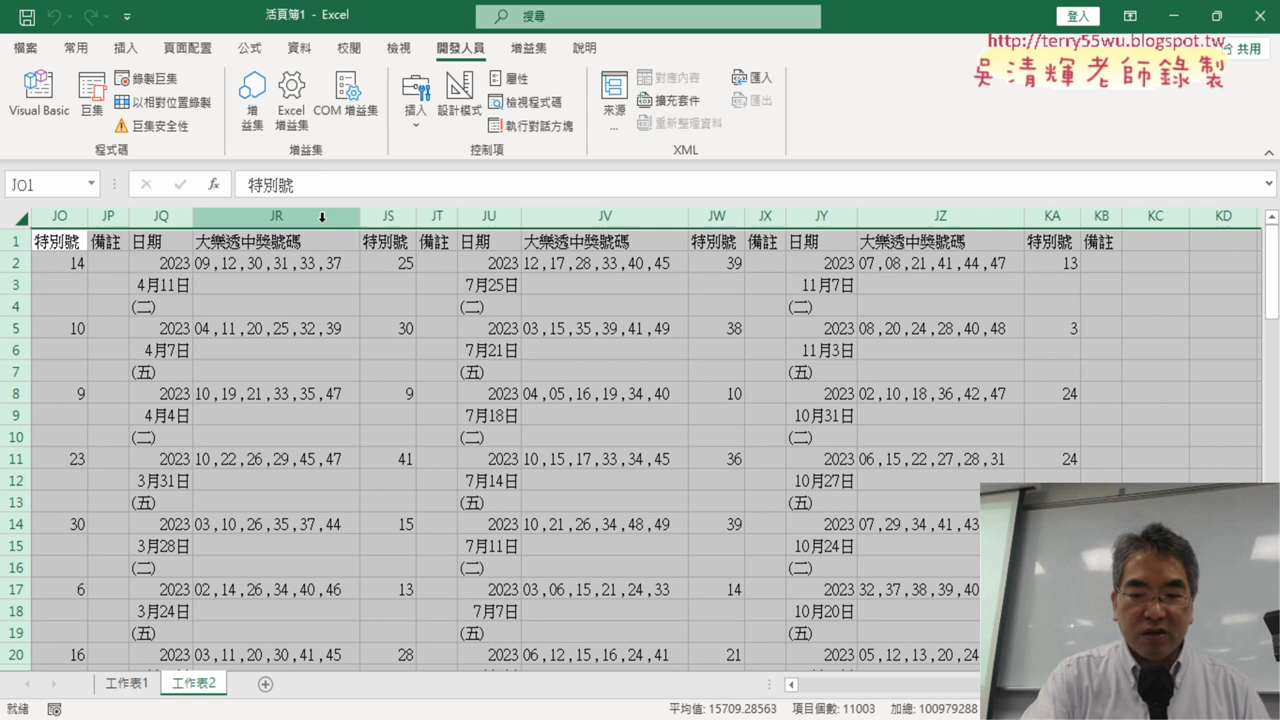 活頁簿1 - Excel
搜尋
登入
http://terry55wu.blogspot.tw
吳清輝老師錄製
檔案 常用 插入 頁面配置 公式 資料 校閱 檢視 開發人員 增益集 說明
共用
Visual Basic 巨集 錄製巨集 以相對位置錄製 巨集安全性
增益集 Excel 增益集 COM 增益集
插入 設計模式 屬性 檢視程式碼 執行對話方塊
來源... 對應內容 擴充套件 重新整理資料 匯入 匯出
程式碼 增益集 控制項 XML
JO1 fx 特別號
JO JP JQ JR JS JT JU JV JW JX JY JZ KA KB KC KD
1 特別號 備註 日期 大樂透中獎號碼 特別號 備註 日期 大樂透中獎號碼 特別號 備註 日期 大樂透中獎號碼 特別號 備註
2 14 2023 09,12,30,31,33,37 25 2023 12,17,28,33,40,45 39 2023 07,08,21,41,44,47 13
3 4月11日 7月25日 11月7日
4 (二) (二) (二)
5 10 2023 04,11,20,25,32,39 30 2023 03,15,35,39,41,49 38 2023 08,20,24,28,40,48 3
6 4月7日 7月21日 11月3日
7 (五) (五) (五)
8 9 2023 10,19,21,33,35,47 9 2023 04,05,16,19,34,40 10 2023 02,10,18,36,42,47 24
9 4月4日 7月18日 10月31日
10 (二) (二) (二)
11 23 2023 10,22,26,29,45,47 41 2023 10,15,17,33,34,45 36 2023 06,15,22,27,28,31 24
12 3月31日 7月14日 10月27日
13 (五) (五) (五)
14 30 2023 03,10,26,35,37,44 15 2023 10,21,26,34,48,49 39 2023 07,29,34,41,43
15 3月28日 7月11日 10月24日
16 (二) (二) (二)
17 6 2023 02,14,26,34,40,46 13 2023 03,06,15,21,24,33 14 2023 32,37,38,39,40
18 3月24日 7月7日 10月20日
19 (五) (五) (五)
20 16 2023 03,11,20,30,41,45 28 2023 06,12,15,16,24,41 21 2023 05,12,13,20,24
工作表1 工作表2
就緒 平均值: 15709.28563 項目個數: 11003 加總: 100979288